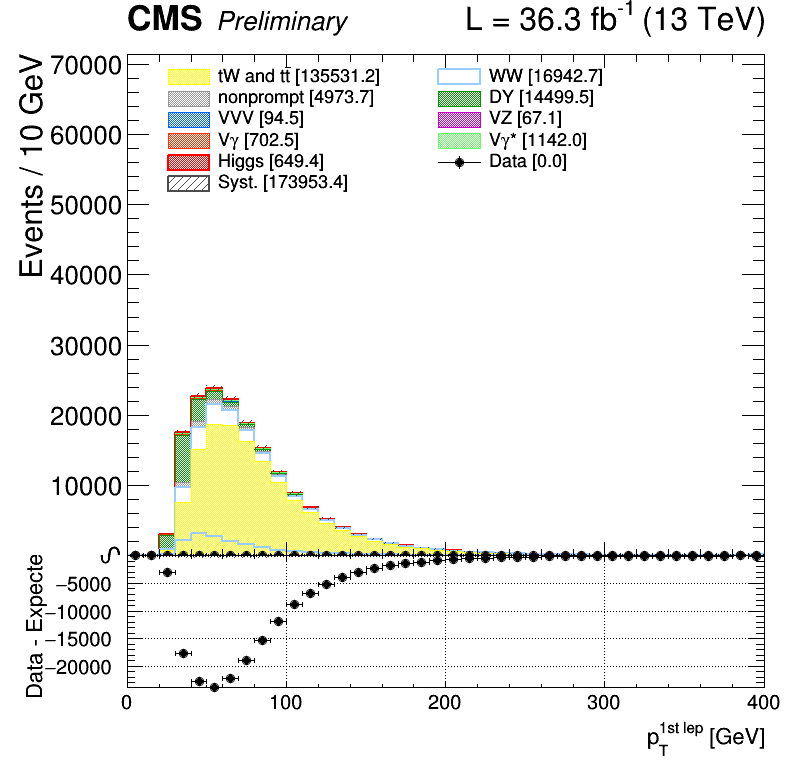 CMS Preliminary L = 36.3 fb⁻¹ (13 TeV)
Events / 10 GeV
70000
60000
50000
40000
30000
20000
10000
tW and tt̅ [135531.2]
nonprompt [4973.7]
VVV [94.5]
Vγ [702.5]
Higgs [649.4]
Syst. [173953.4]
WW [16942.7]
DY [14499.5]
VZ [67.1]
Vγ* [1142.0]
Data [0.0]
Data - Expecte
−5000
−10000
−15000
−20000
0 100 200 300 400
p_T^{1st lep} [GeV]